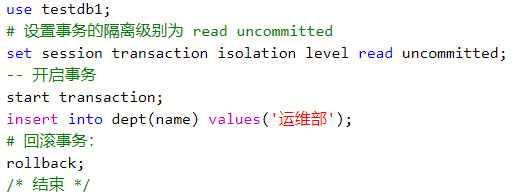 use testdb1;
# 设置事务的隔离级别为 read uncommitted
set session transaction isolation level read uncommitted;
-- 开启事务
start transaction;
insert into dept(name) values('运维部');
# 回滚事务:
rollback;
/* 结束 */